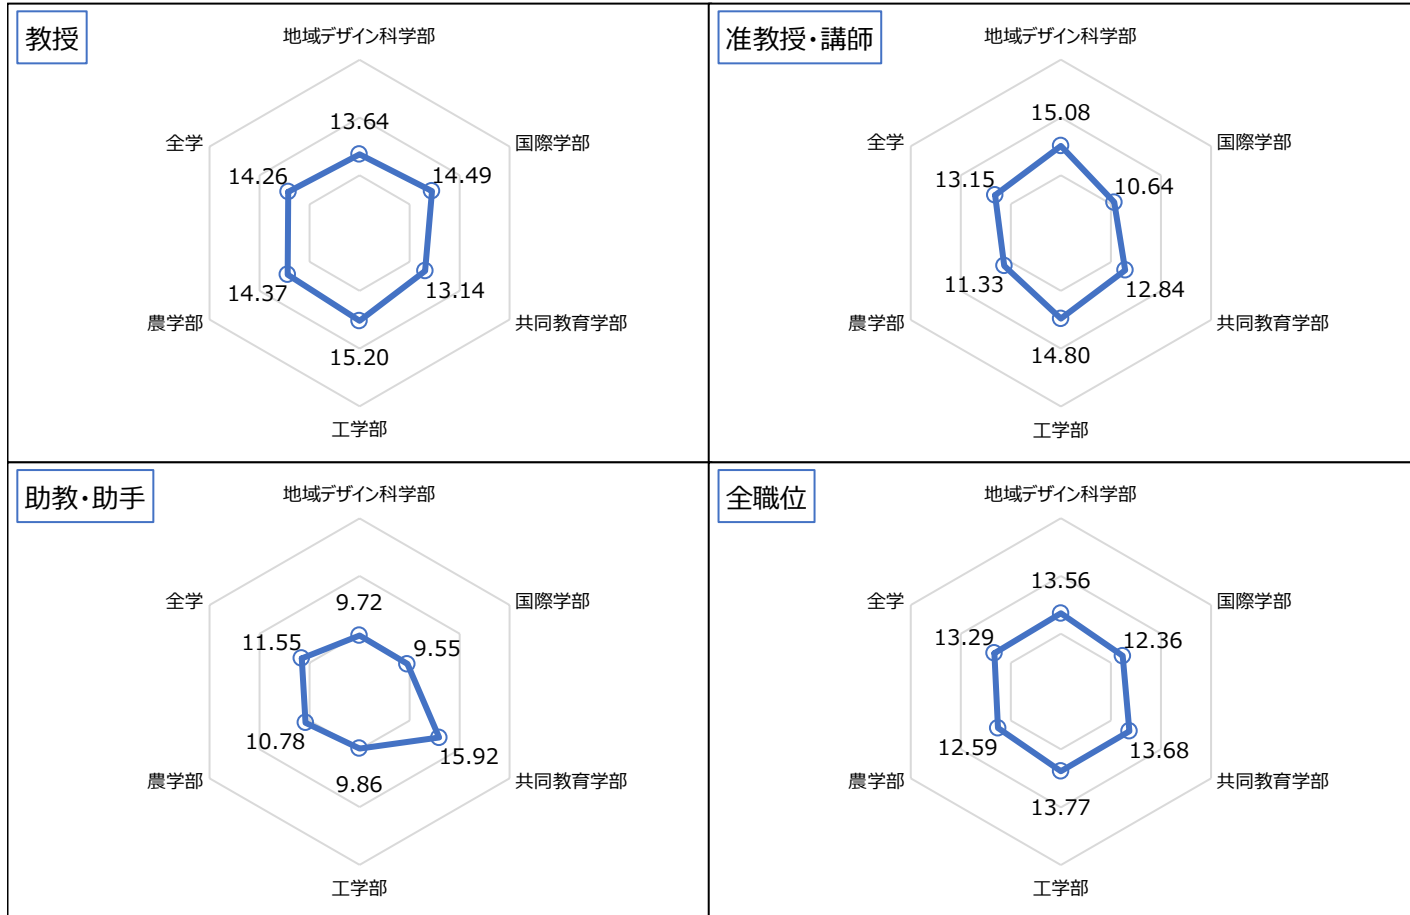 教授
地域デザイン科学部
13.64
全学
国際学部
14.26
14.49
14.37
13.14
農学部
共同教育学部
15.20
工学部
准教授・講師
地域デザイン科学部
15.08
全学
国際学部
13.15
10.64
11.33
12.84
農学部
共同教育学部
14.80
工学部
助教・助手
地域デザイン科学部
9.72
全学
国際学部
11.55
9.55
10.78
15.92
農学部
共同教育学部
9.86
工学部
全職位
地域デザイン科学部
13.56
全学
国際学部
13.29
12.36
12.59
13.68
農学部
共同教育学部
13.77
工学部